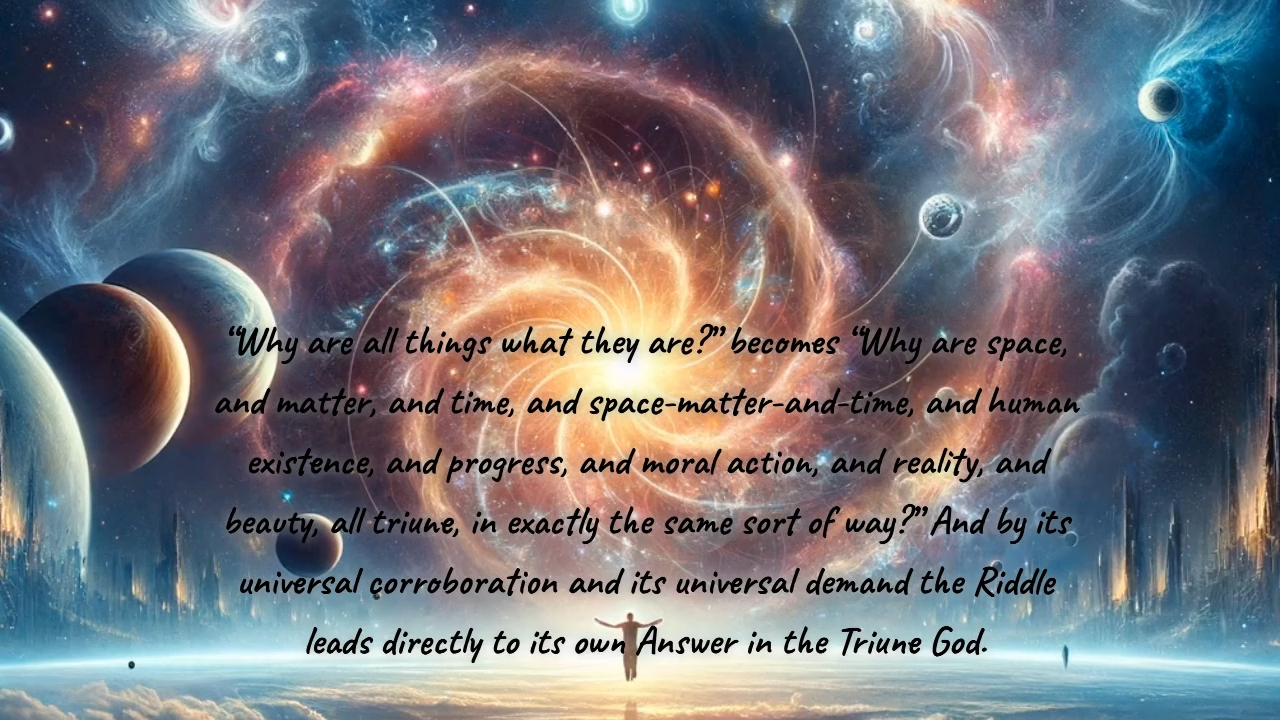 “Why are all things what they are?” becomes “Why are space,
and matter, and time, and space-matter-and-time, and human
existence, and progress, and moral action, and reality, and
beauty, all triune, in exactly the same sort of way?” And by its
universal corroboration and its universal demand the Riddle
leads directly to its own Answer in the Triune God.